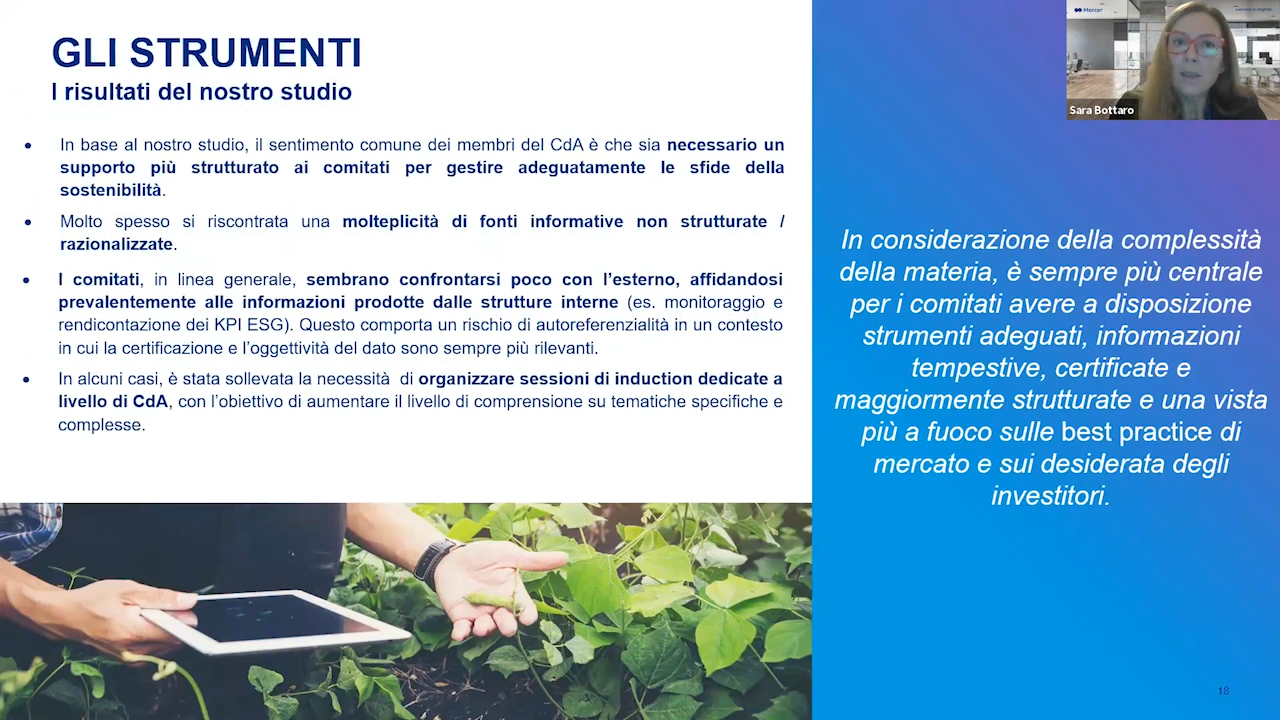 GLI STRUMENTI
I risultati del nostro studio
• In base al nostro studio, il sentimento comune dei membri del CdA è che sia necessario un
supporto più strutturato ai comitati per gestire adeguatamente le sfide della
sostenibilità.
• Molto spesso si riscontrata una molteplicità di fonti informative non strutturate /
razionalizzate.
• I comitati, in linea generale, sembrano confrontarsi poco con l’esterno, affidandosi
prevalentemente alle informazioni prodotte dalle strutture interne (es. monitoraggio e
rendicontazione dei KPI ESG). Questo comporta un rischio di autoreferenzialità in un contesto
in cui la certificazione e l’oggettività del dato sono sempre più rilevanti.
• In alcuni casi, è stata sollevata la necessità di organizzare sessioni di induction dedicate a
livello di CdA, con l’obiettivo di aumentare il livello di comprensione su tematiche specifiche e
complesse.
Mercer
Sara Bottaro
In considerazione della complessità
della materia, è sempre più centrale
per i comitati avere a disposizione
strumenti adeguati, informazioni
tempestive, certificate e
maggiormente strutturate e una vista
più a fuoco sulle best practice di
mercato e sui desiderata degli
investitori.
18